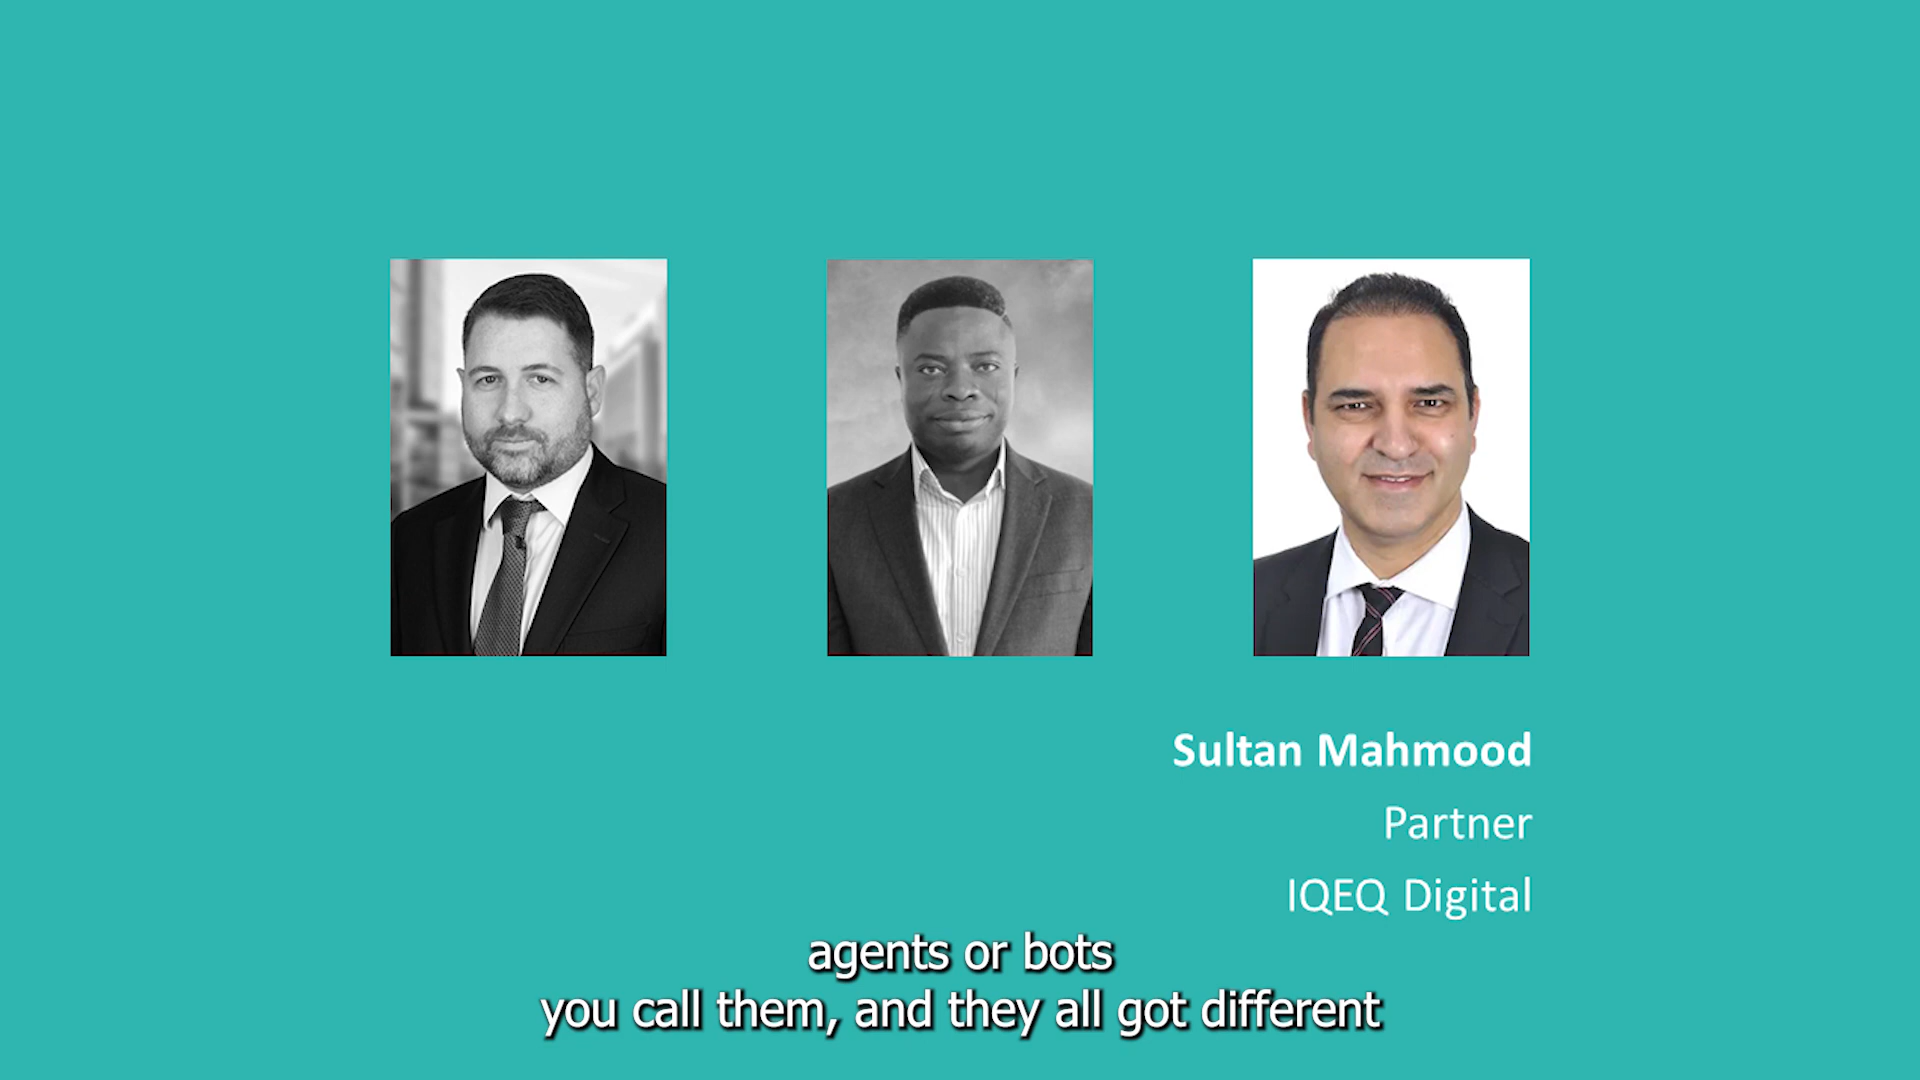 Sultan Mahmood
Partner
IQEQ Digital
agents or bots
you call them, and they all got different